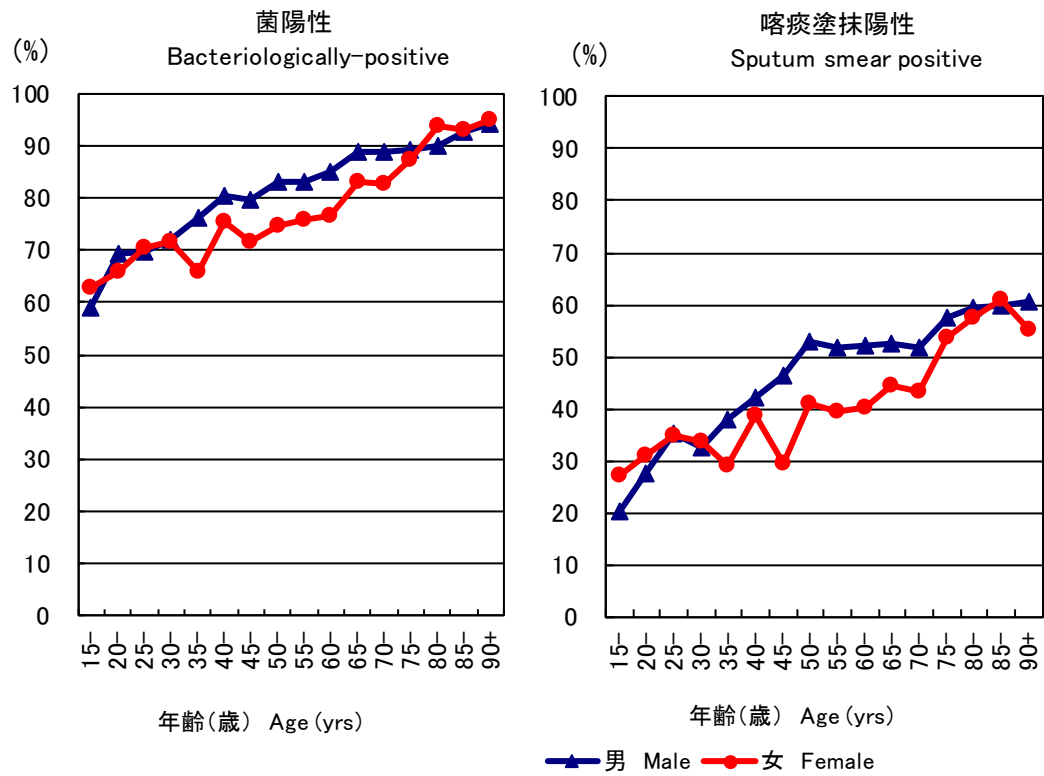 菌陽性
(%) Bacteriologically-positive
100
90
80
70
60
50
40
30
20
10
0
15- 20- 25- 30- 35- 40- 45- 50- 55- 60- 65- 70- 75- 80- 85- 90+
年齢(歳) Age (yrs)
喀痰塗抹陽性
(%) Sputum smear positive
100
90
80
70
60
50
40
30
20
10
0
15- 20- 25- 30- 35- 40- 45- 50- 55- 60- 65- 70- 75- 80- 85- 90+
年齢(歳) Age (yrs)
男 Male 女 Female